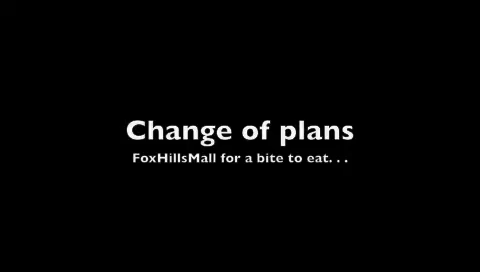 Change of plans
FoxHillsMall for a bite to eat. . .